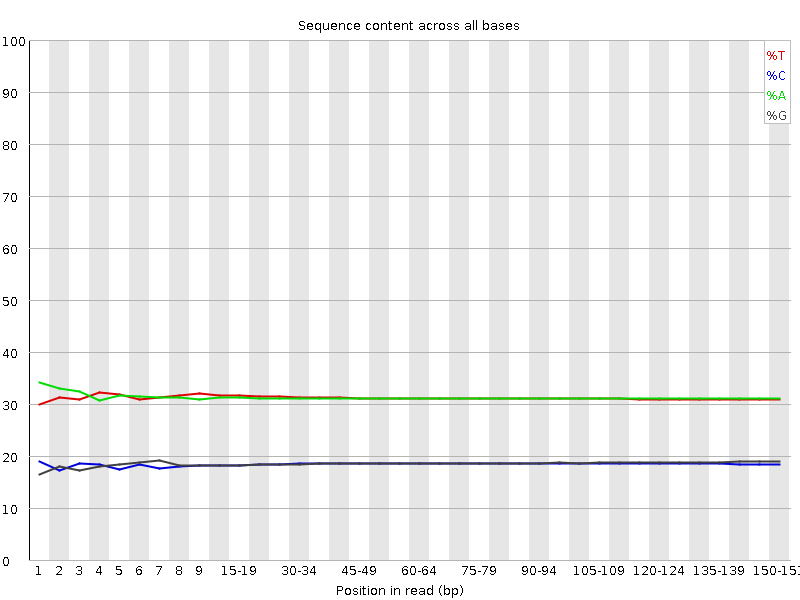 Sequence content across all bases
100
90
80
70
60
50
40
30
20
10
0
%T
%C
%A
%G
1 2 3 4 5 6 7 8 9 15-19 30-34 45-49 60-64 75-79 90-94 105-109 120-124 135-139 150-151
Position in read (bp)